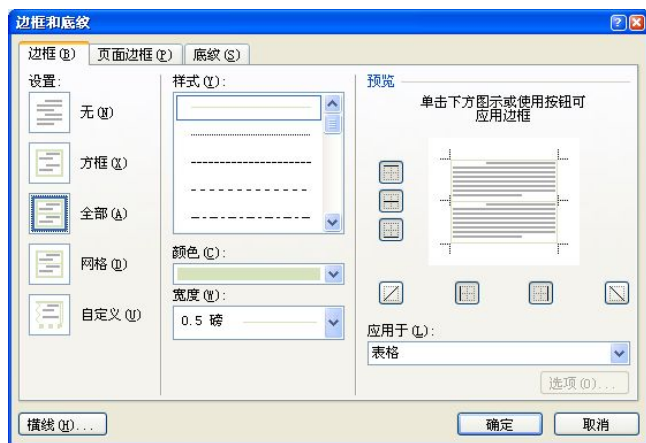 边框和底纹
边框(B)
页面边框(P)
底纹(S)
设置:
无(N)
方框(X)
全部(A)
网格(D)
自定义(U)
样式(Y):
颜色(C):
宽度(W):
0.5 磅
预览
单击下方图示或使用按钮可
应用边框
应用于(L):
表格
选项(O)...
横线(H)...
确定
取消